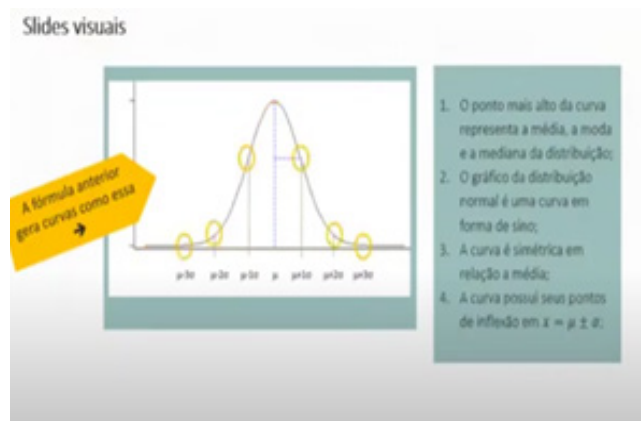 Slides visuais
A fórmula anterior
gera curvas como essa
→
μ-3σ μ-2σ μ-1σ μ μ+1σ μ+2σ μ+3σ
1. O ponto mais alto da curva
representa a média, a moda
e a mediana da distribuição;
2. O gráfico da distribuição
normal é uma curva em
forma de sino;
3. A curva é simétrica em
relação a média;
4. A curva possui seus pontos
de inflexão em x = μ ± σ;